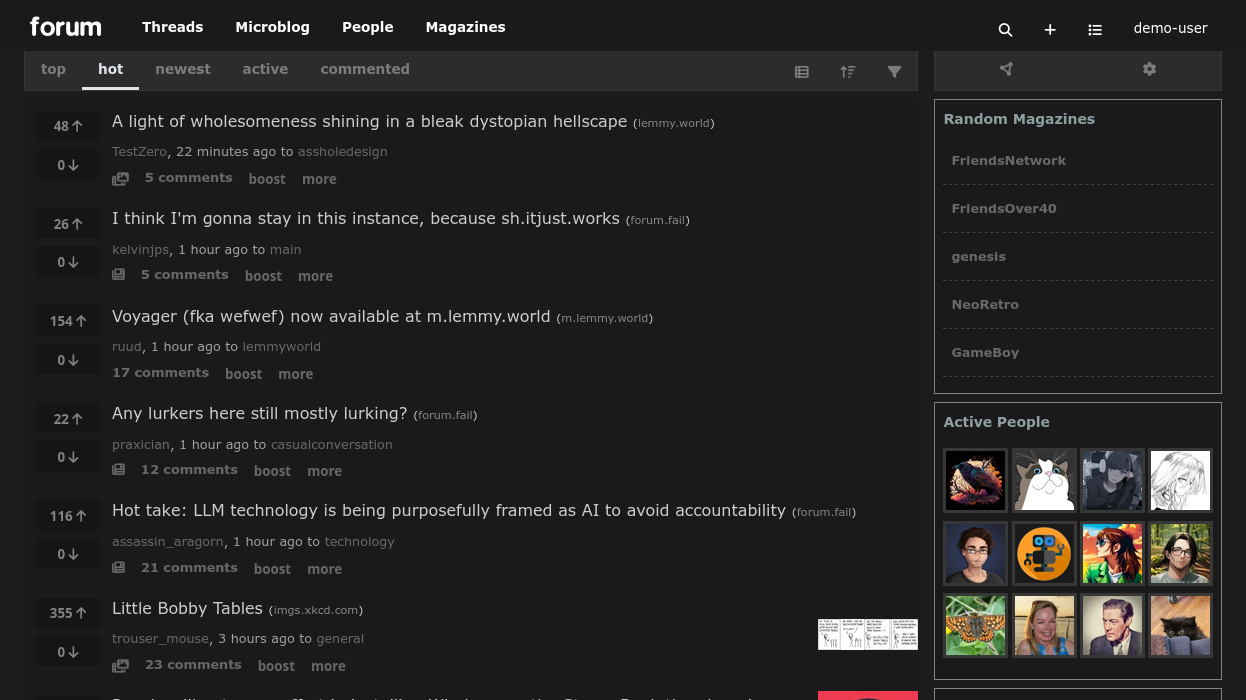 forum Threads Microblog People Magazines demo-user
top hot newest active commented
48
A light of wholesomeness shining in a bleak dystopian hellscape (lemmy.world)
0
TestZero, 22 minutes ago to assholedesign
5 comments boost more
26
I think I'm gonna stay in this instance, because sh.itjust.works (forum.fail)
0
kelvinjps, 1 hour ago to main
5 comments boost more
154
Voyager (fka wefwef) now available at m.lemmy.world (m.lemmy.world)
0
ruud, 1 hour ago to lemmyworld
17 comments boost more
22
Any lurkers here still mostly lurking? (forum.fail)
0
praxician, 1 hour ago to casualconversation
12 comments boost more
116
Hot take: LLM technology is being purposefully framed as AI to avoid accountability (forum.fail)
0
assassin_aragorn, 1 hour ago to technology
21 comments boost more
355
Little Bobby Tables (imgs.xkcd.com)
0
trouser_mouse, 3 hours ago to general
23 comments boost more
Random Magazines
FriendsNetwork
FriendsOver40
genesis
NeoRetro
GameBoy
Active People